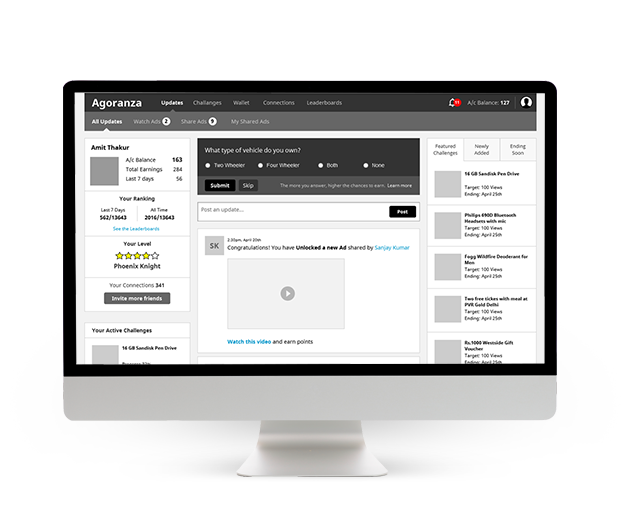 Agoranza
Updates Challanges Wallet Connections Leaderboards
A/c Balance: 127
All Updates Watch Ads 2 Share Ads 9 My Shared Ads
Amit Thakur
A/c Balance 163
Total Earnings 284
Last 7 days 56
Your Ranking
Last 7 Days All Time
562/13643 2016/13643
See the Leaderboards
Your Level
Phoenix Knight
Your Connections 341
Invite more friends
Your Active Challenges
16 GB Sandisk Pen Drive
What type of vehicle do you own?
Two Wheeler Four Wheeler Both None
Submit Skip The more you answer, higher the chances to earn. Learn more
Post an update...
Post
SK
2:30pm, April 25th
Congratulations! You have Unlocked a new Ad shared by Sanjay Kumar
Watch this video and earn points
Featured Challenges
Newly Added
Ending Soon
16 GB Sandisk Pen Drive
Target: 100 Views
Ending: April 25th
Philips 690D Bluetooth
Headsets with mic
Target: 100 Views
Ending: April 25th
Fogg Wildfire Deoderant for
Men
Target: 100 Views
Ending: April 25th
Two free tickes with meal at
PVR Gold Delhi
Target: 100 Views
Ending: April 25th
Rs.1000 Westside Gift
Voucher
Target: 100 Views
Ending: April 25th